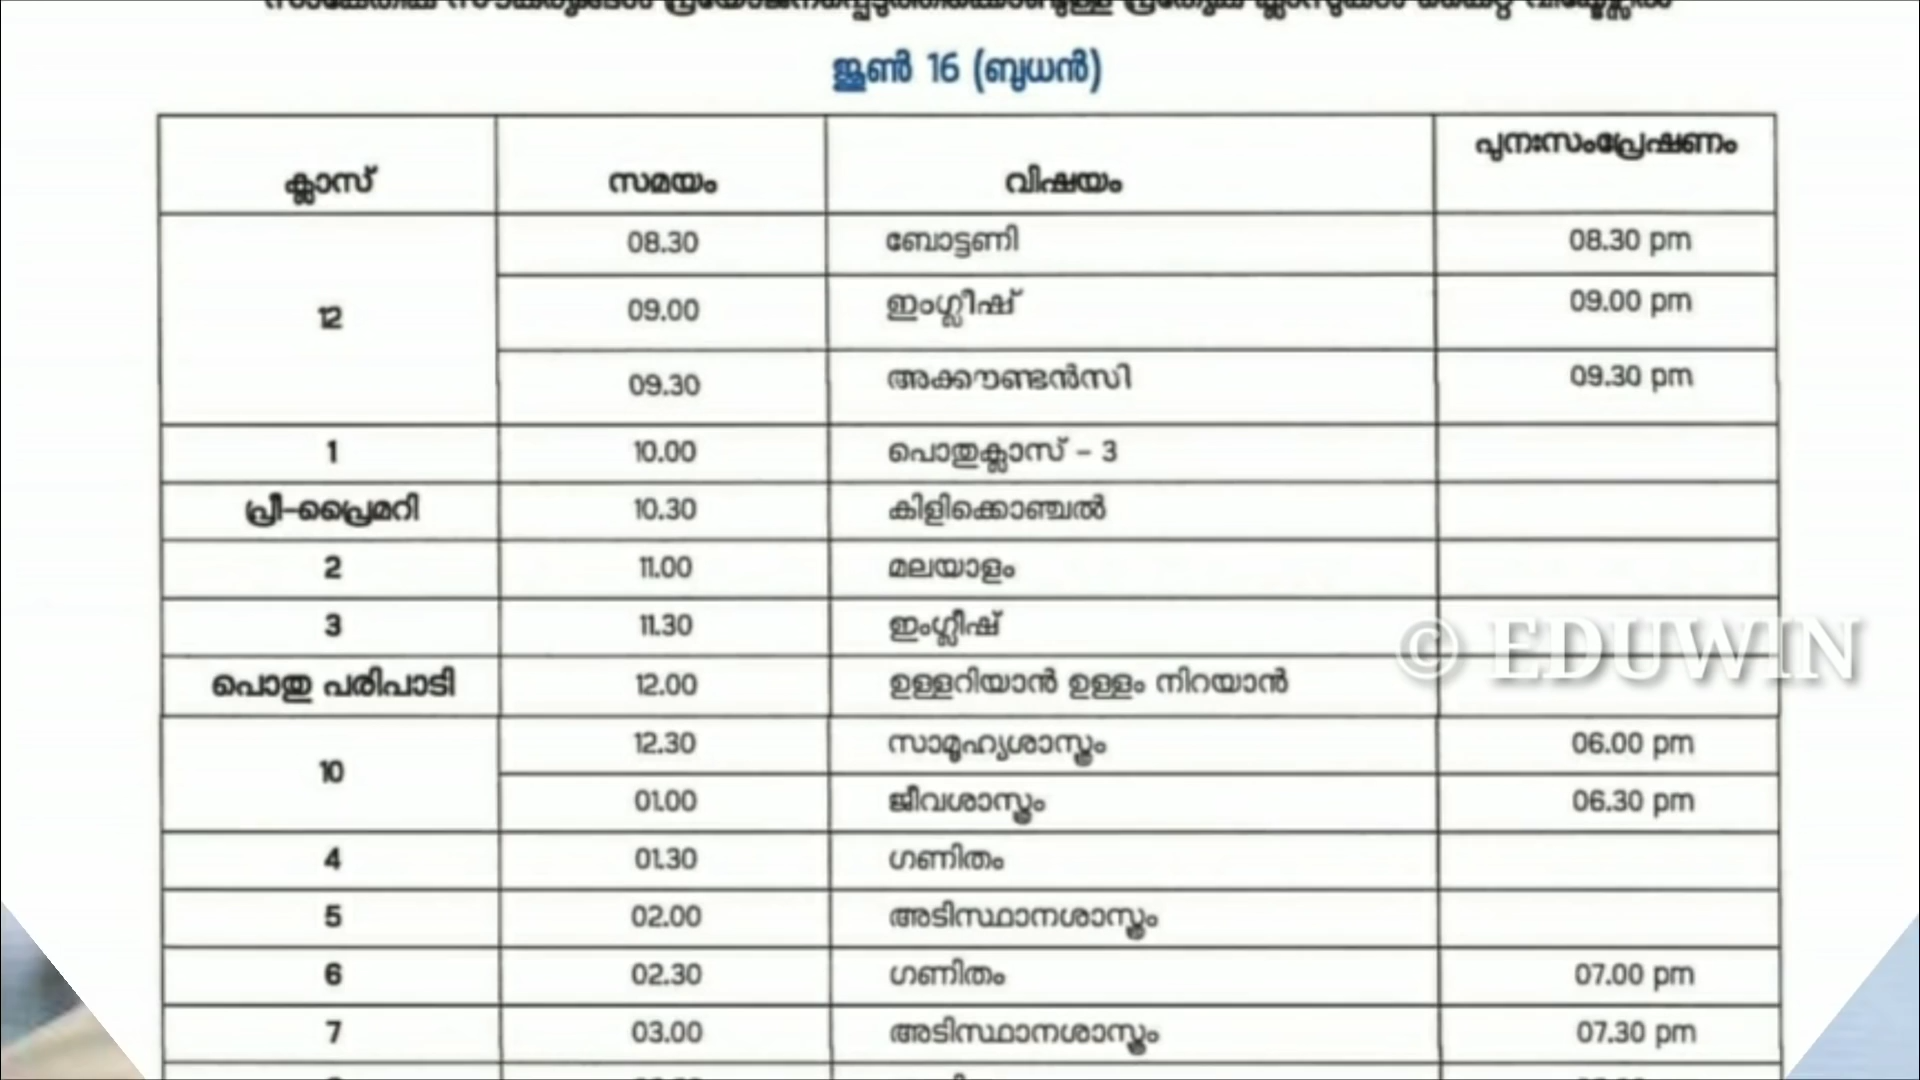 ജൂൺ 16 (ബുധൻ)
ക്ലാസ് സമയം വിഷയം പുനഃസംപ്രേഷണം
12 08.30 ബോട്ടണി 08.30 pm
09.00 ഇംഗ്ലീഷ് 09.00 pm
09.30 അക്കൗണ്ടൻസി 09.30 pm
1 10.00 പൊതുക്ലാസ് – 3
പ്രീ-പ്രൈമറി 10.30 കിളിക്കൊഞ്ചൽ
2 11.00 മലയാളം
3 11.30 ഇംഗ്ലീഷ്
© EDUWIN
പൊതു പരിപാടി 12.00 ഉള്ളറിയാൻ ഉള്ളം നിറയാൻ
10 12.30 സാമൂഹ്യശാസ്ത്രം 06.00 pm
01.00 ജീവശാസ്ത്രം 06.30 pm
4 01.30 ഗണിതം
5 02.00 അടിസ്ഥാനശാസ്ത്രം
6 02.30 ഗണിതം 07.00 pm
7 03.00 അടിസ്ഥാനശാസ്ത്രം 07.30 pm